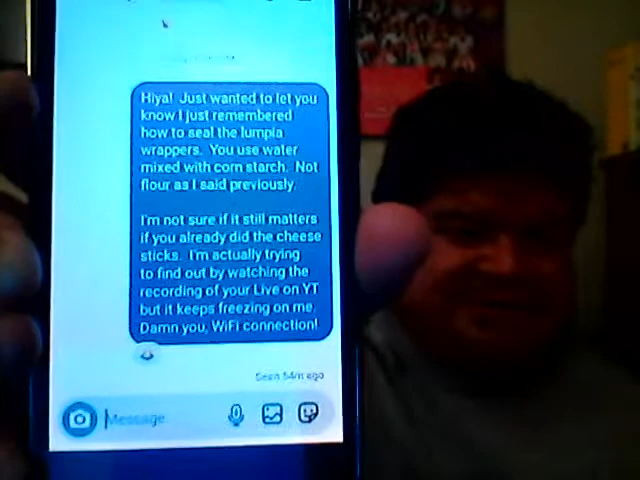 Hiya! Just wanted to let you
know I just remembered
how to seal the lumpia
wrappers. You use water
mixed with corn starch. Not
flour as I said previously.
I'm not sure if it still matters
if you already did the cheese
sticks. I'm actually trying
to find out by watching the
recording of your Live on YT
but it keeps freezing on me.
Damn you, WiFi connection!
Seen 54m ago
Message